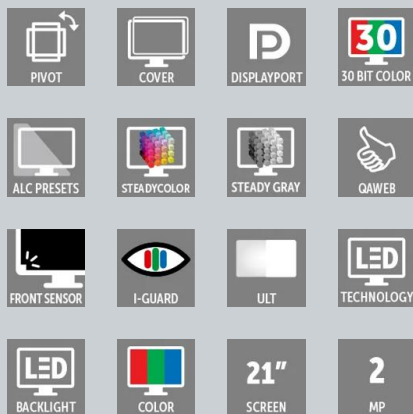 PIVOT
COVER
DISPLAYPORT
30
30 BIT COLOR
ALC PRESETS
STEADYCOLOR
STEADY GRAY
QAWEB
FRONT SENSOR
I-GUARD
ULT
LED
TECHNOLOGY
LED
BACKLIGHT
COLOR
21"
SCREEN
2
MP